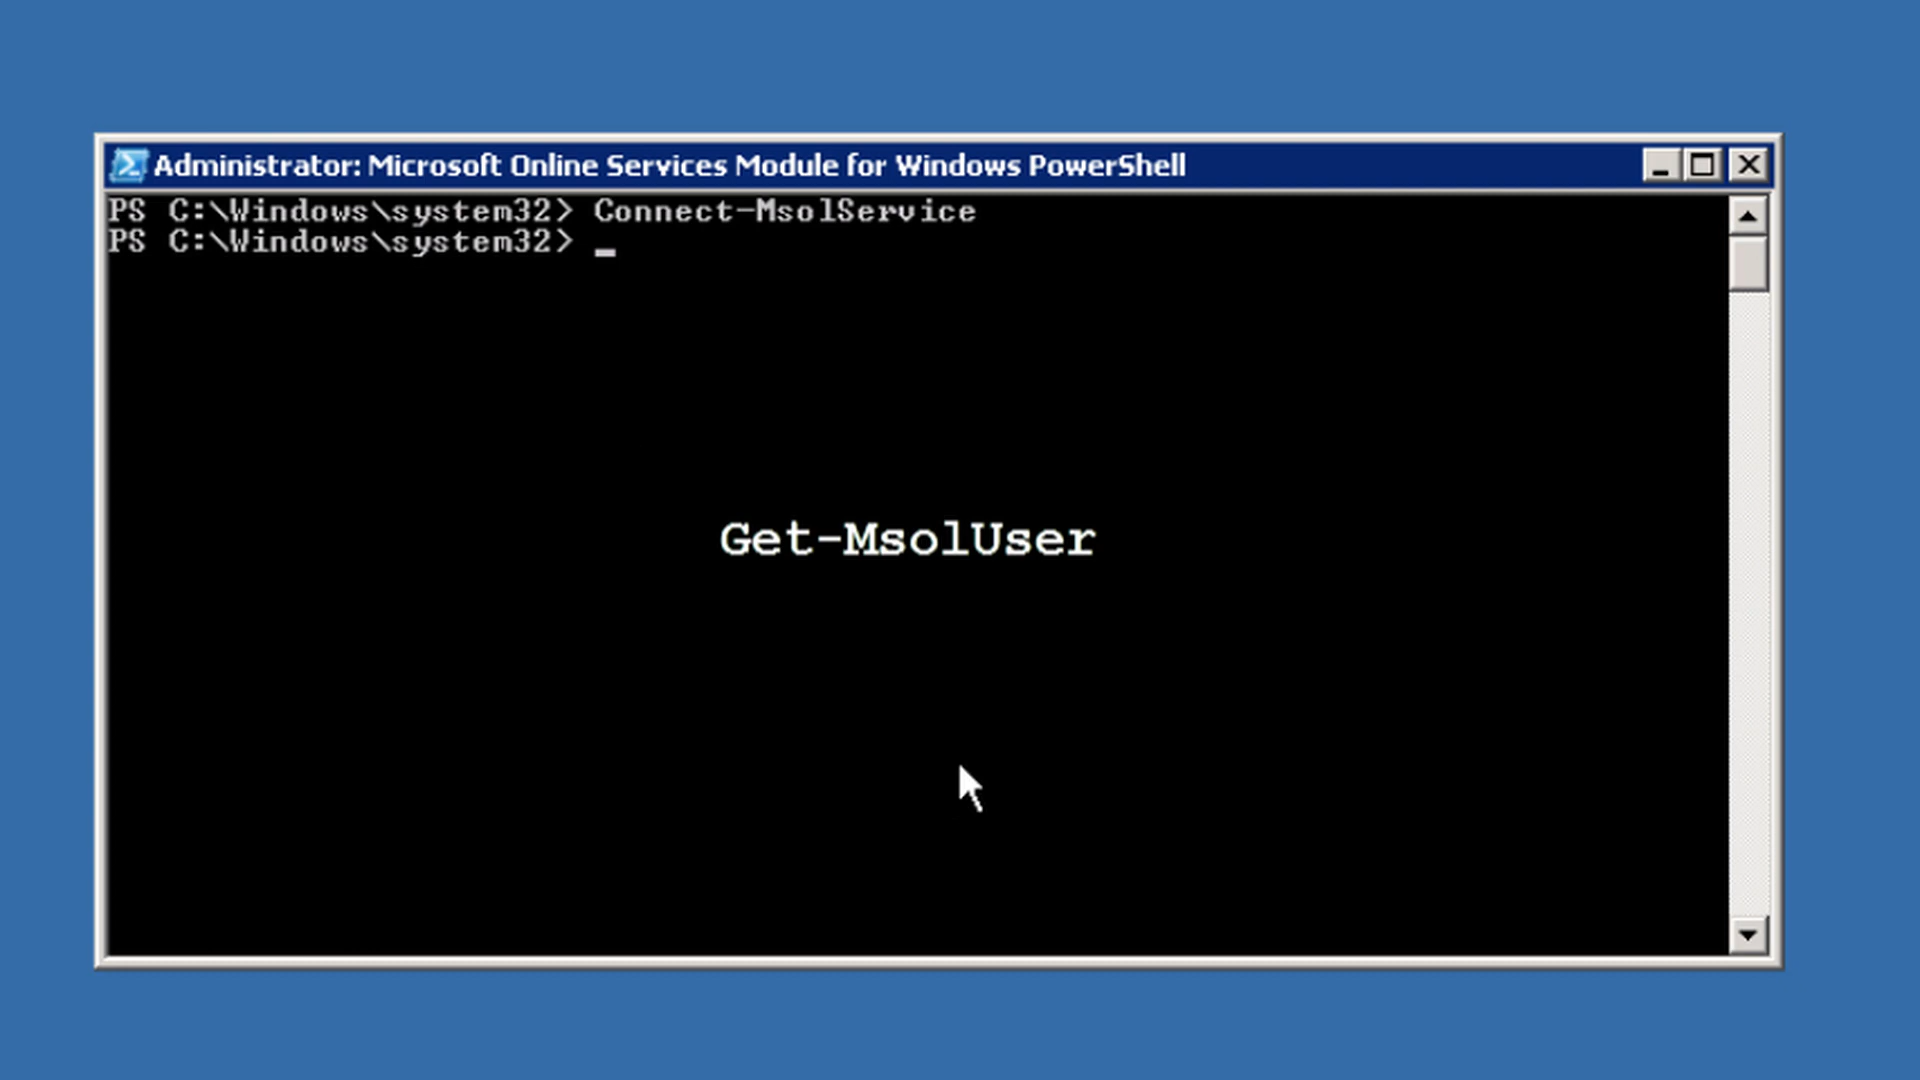 Administrator: Microsoft Online Services Module for Windows PowerShell
PS C:\Windows\system32> Connect-MsolService
PS C:\Windows\system32> _
Get-MsolUser